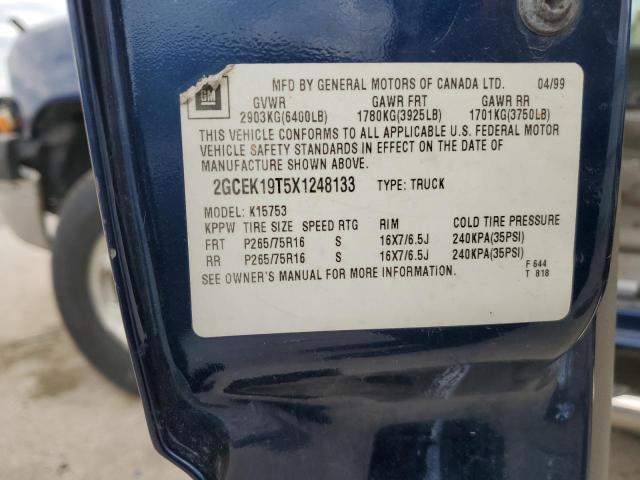 GM
MFD BY GENERAL MOTORS OF CANADA LTD. 04/99
GVWR GAWR FRT GAWR RR
2903KG(6400LB) 1780KG(3925LB) 1701KG(3750LB)
THIS VEHICLE CONFORMS TO ALL APPLICABLE U.S. FEDERAL MOTOR
VEHICLE SAFETY STANDARDS IN EFFECT ON THE DATE OF
MANUFACTURE SHOWN ABOVE.
2GCEK19T5X1248133 TYPE: TRUCK
MODEL: K15753
KPPW TIRE SIZE SPEED RTG RIM COLD TIRE PRESSURE
FRT P265/75R16 S 16X7/6.5J 240KPA(35PSI)
RR P265/75R16 S 16X7/6.5J 240KPA(35PSI)
SEE OWNER'S MANUAL FOR MORE INFORMATION.
F 644
T 818